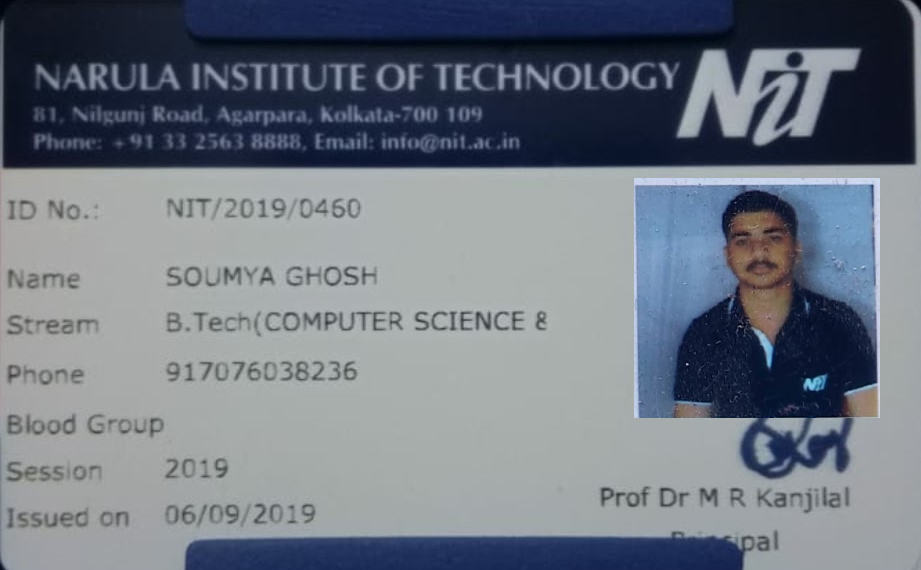 NARULA INSTITUTE OF TECHNOLOGY
NiT
81, Nilgunj Road, Agarpara, Kolkata-700 109
Phone: +91 33 2563 8888, Email: info@nit.ac.in
ID No.: NIT/2019/0460
Name SOUMYA GHOSH
Stream B.Tech(COMPUTER SCIENCE &
Phone 917076038236
Blood Group
Session 2019
Issued on 06/09/2019
NiT
Prof Dr M R Kanjilal
Principal